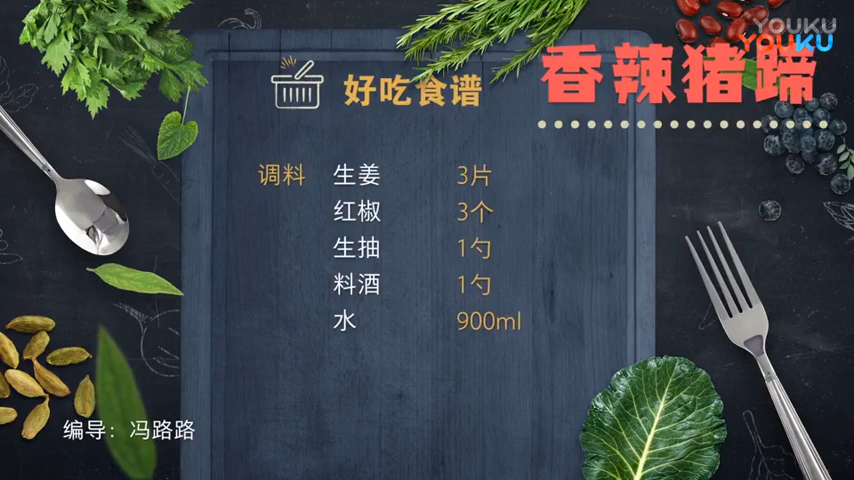 YOUKU
YOUKU
香辣猪蹄
好吃食谱
调料 生姜 3片
红椒 3个
生抽 1勺
料酒 1勺
水 900ml
编导：冯路路